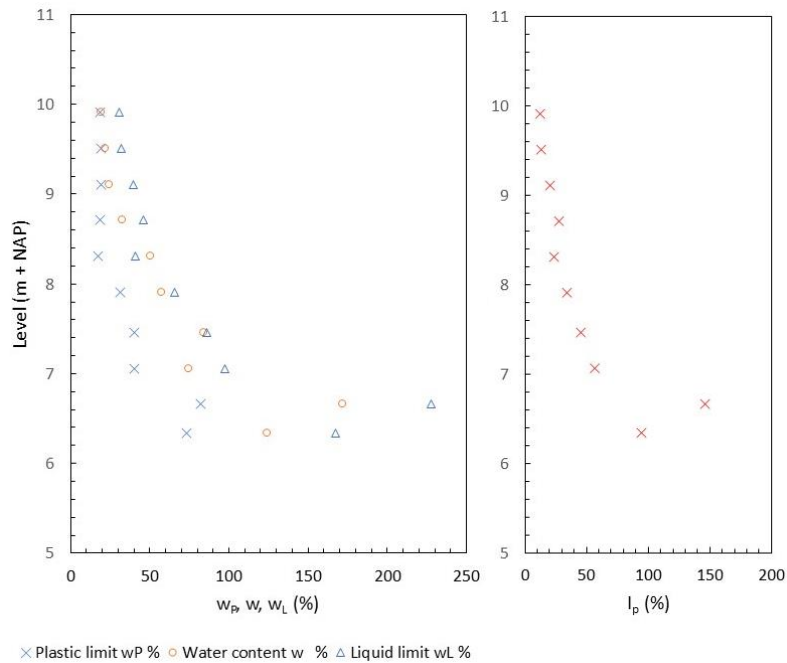 11
10
9
8
7
6
5
Level (m + NAP)
0 50 100 150 200 250
wP, w, wL (%)
11
10
9
8
7
6
5
0 50 100 150 200
Ip (%)
Plastic limit wP % Water content w % Liquid limit wL %